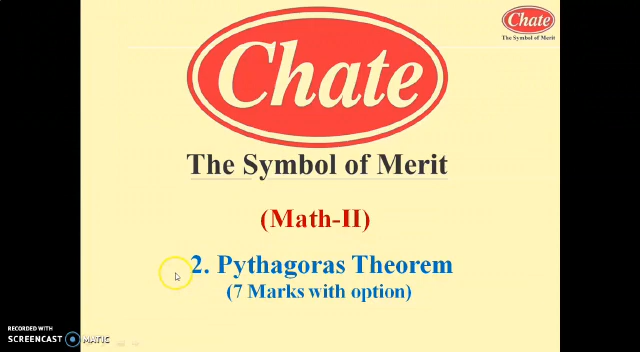 Chate
The Symbol of Merit
Chate
The Symbol of Merit
(Math-II)
2. Pythagoras Theorem
(7 Marks with option)
RECORDED WITH
SCREENCAST MATIC